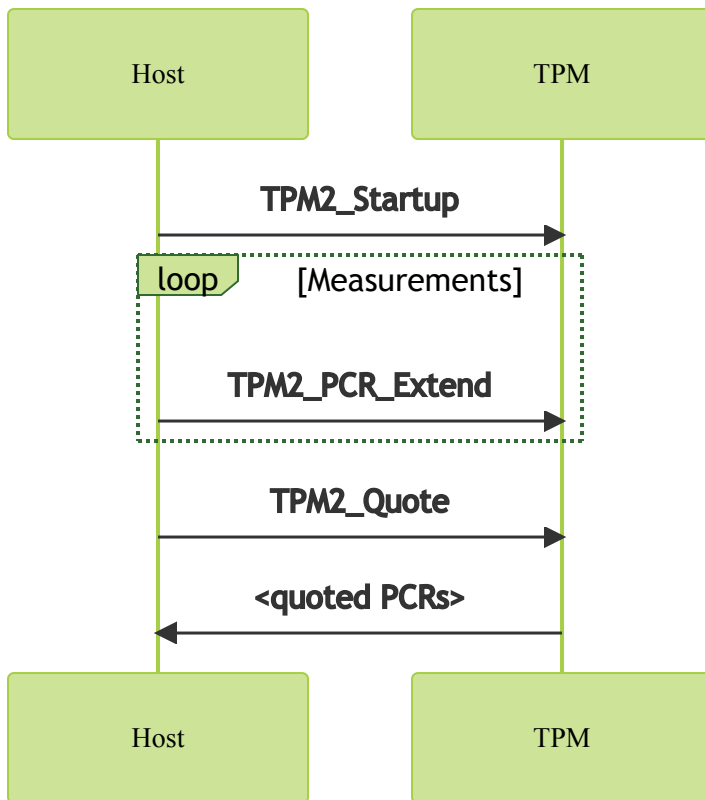 Host
TPM
TPM2_Startup
loop
[Measurements]
TPM2_PCR_Extend
TPM2_Quote
<quoted PCRs>
Host
TPM